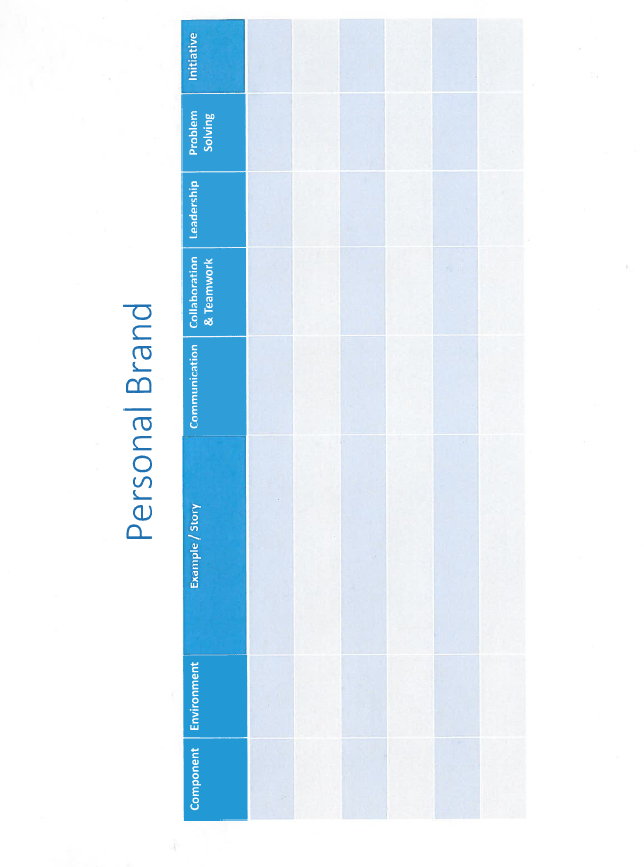 Personal Brand
Component
Environment
Example / Story
Communication
Collaboration
& Teamwork
Leadership
Problem
Solving
Initiative